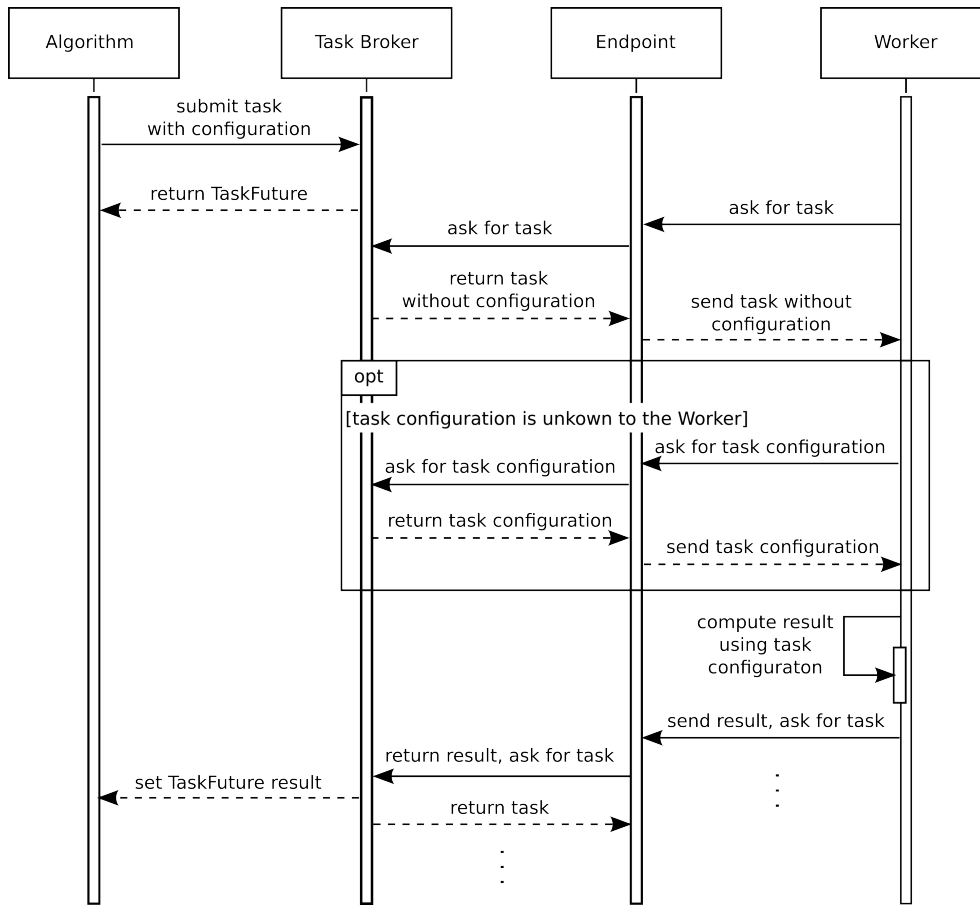 Algorithm
Task Broker
Endpoint
Worker
submit task
with configuration
return TaskFuture
ask for task
ask for task
return task
without configuration
send task without
configuration
opt
[task configuration is unkown to the Worker]
ask for task configuration
ask for task configuration
return task configuration
send task configuration
compute result
using task
configuraton
send result, ask for task
return result, ask for task
set TaskFuture result
return task